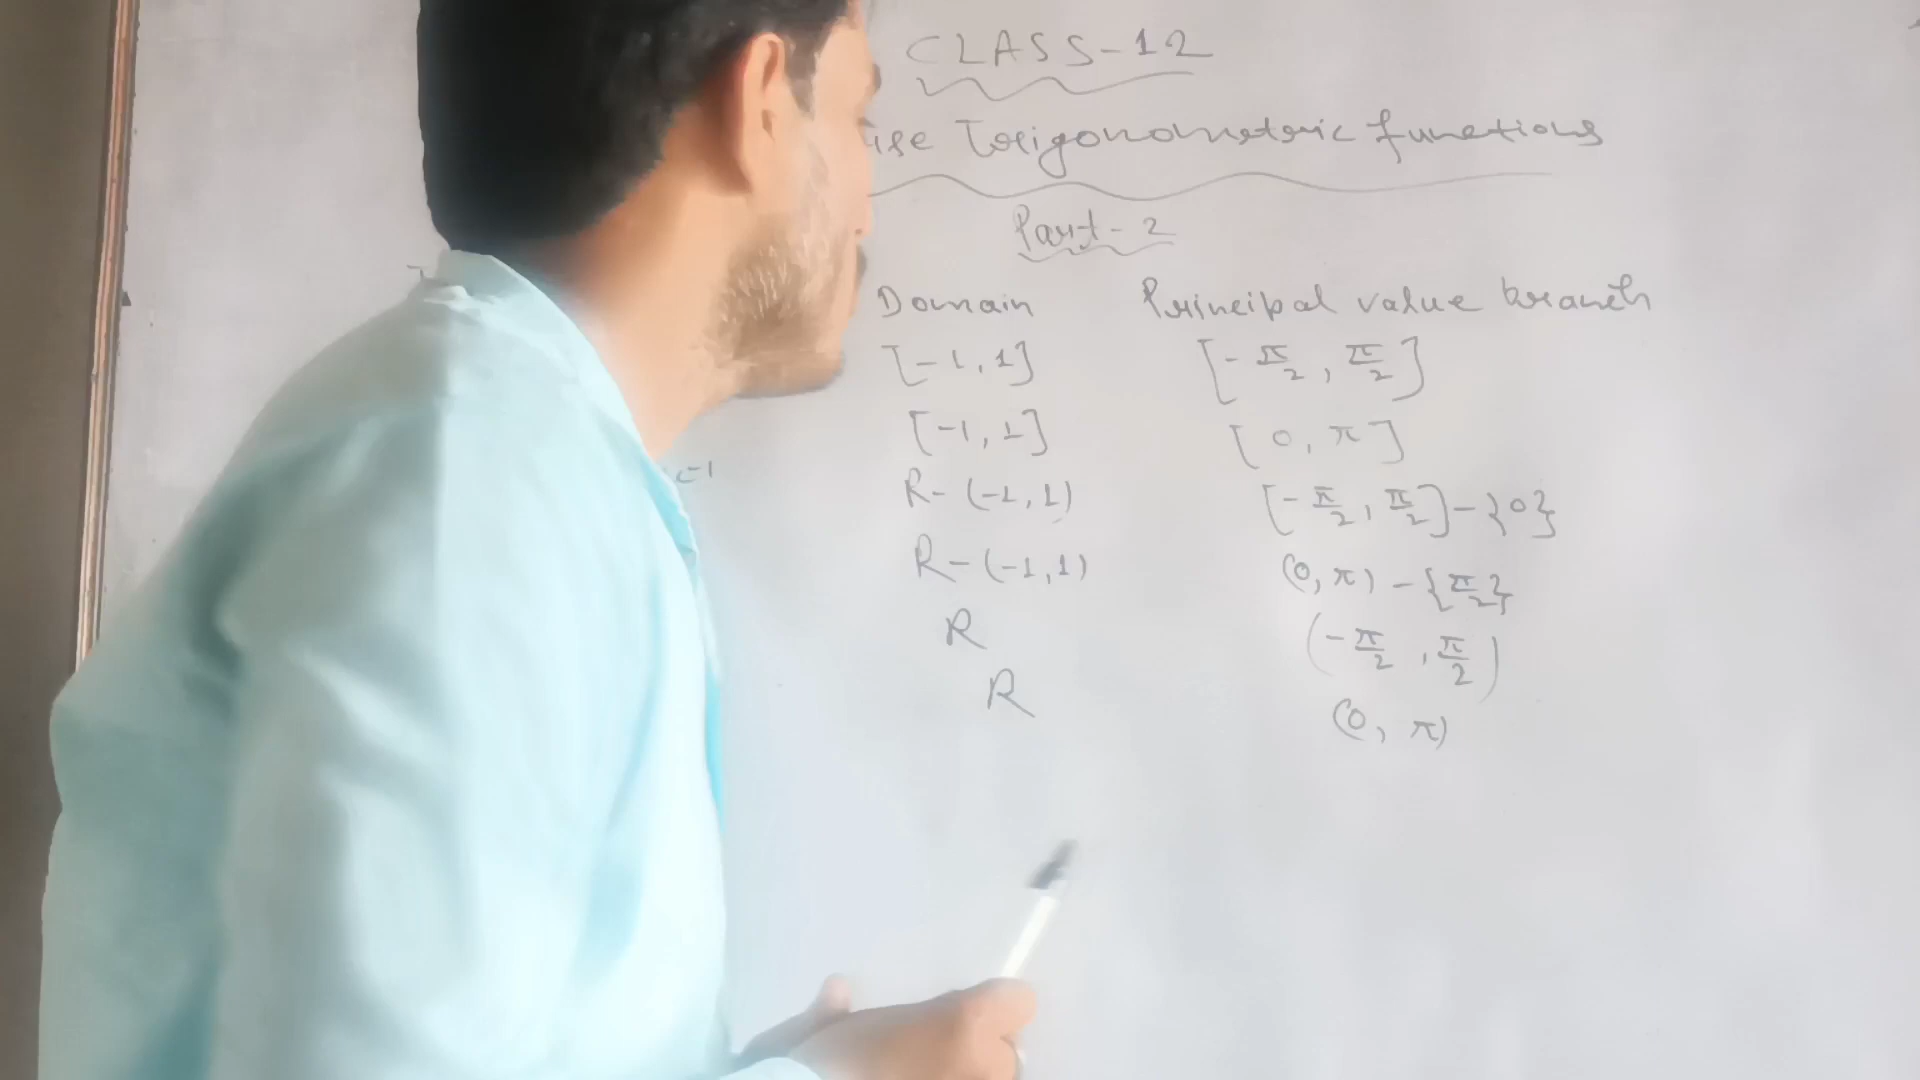 CLASS-12
Trigonometric functions
Part-2
Domain Principal value branch
[-1,1] [-π/2, π/2]
[-1,1] [0, π]
R-(-1,1) [-π/2, π/2]-{0}
R-(-1,1) (0,π)-{π/2}
R (-π/2, π/2)
R (0, π)